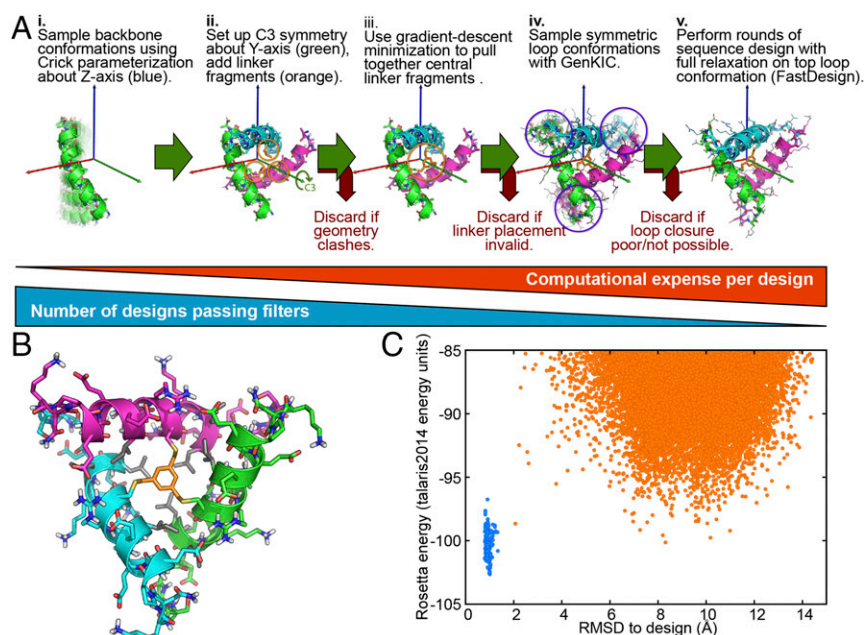 A
i.
Sample backbone
conformations using
Crick parameterization
about Z-axis (blue).
ii.
Set up C3 symmetry
about Y-axis (green),
add linker
fragments (orange).
iii.
Use gradient-descent
minimization to pull
together central
linker fragments .
iv.
Sample symmetric
loop conformations
with GenKIC.
v.
Perform rounds of
sequence design with
full relaxation on top loop
conformation (FastDesign).
C3
Discard if
geometry
clashes.
Discard if
linker placement
invalid.
Discard if
loop closure
poor/not possible.
Computational expense per design
Number of designs passing filters
B
C
Rosetta energy (talaris2014 energy units)
-85
-90
-95
-100
-105
0 2 4 6 8 10 12 14
RMSD to design (Å)